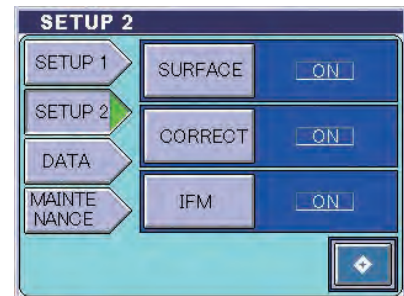 SETUP 2
SETUP 1
SURFACE
ON
SETUP 2
CORRECT
ON
DATA
MAINTE
NANCE
IFM
ON